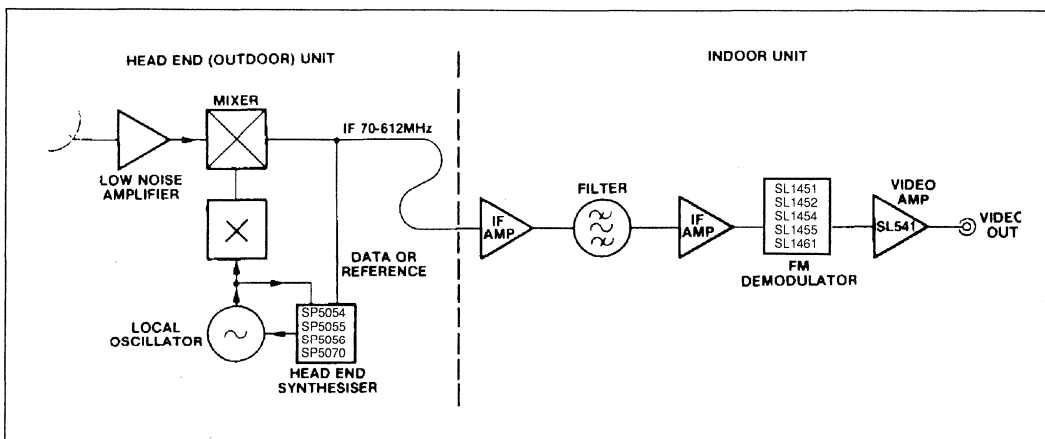 HEAD END (OUTDOOR) UNIT
INDOOR UNIT
MIXER
IF 70-612MHz
LOW NOISE
AMPLIFIER
DATA OR
REFERENCE
LOCAL
OSCILLATOR
SP5054
SP5055
SP5056
SP5070
HEAD END
SYNTHESISER
IF
AMP
FILTER
IF
AMP
SL1451
SL1452
SL1454
SL1455
SL1461
FM
DEMODULATOR
VIDEO
AMP
SL541
VIDEO
OUT